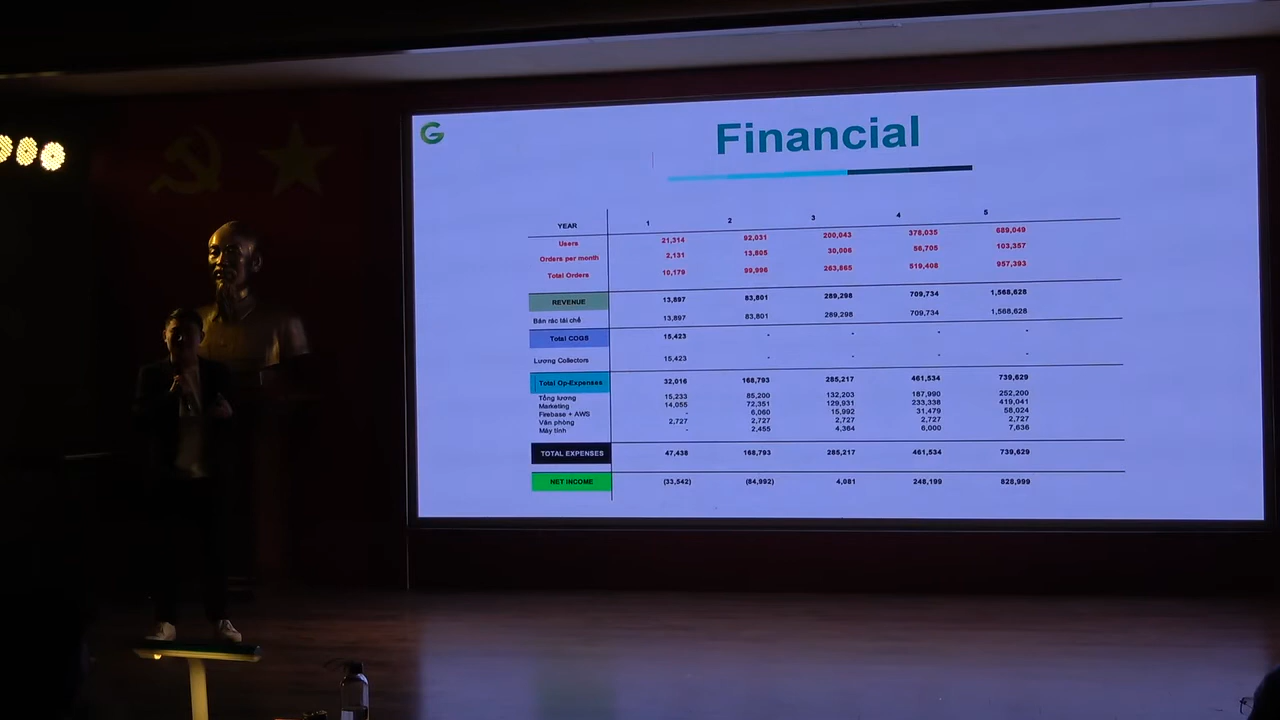 G
Financial
YEAR 1 2 3 4 5
Users 21,314 92,031 200,043 378,035 689,049
Orders per month 2,131 13,805 30,006 56,705 103,357
Total Orders 10,179 99,996 263,865 519,408 957,393
REVENUE 13,897 83,801 289,298 709,734 1,568,628
Bán rác tái chế 13,897 83,801 289,298 709,734 1,568,628
Total COGS 15,423 - - - -
Lương Collectors 15,423 - - - -
Total Op-Expenses 32,016 168,793 285,217 461,534 739,629
Tổng lương 15,233 85,200 132,203 187,990 252,200
Marketing 14,055 72,351 129,931 233,338 419,041
Firebase + AWS - 6,060 15,992 31,479 58,024
Văn phòng 2,727 2,727 2,727 2,727 2,727
Máy tính - 2,455 4,364 6,000 7,636
TOTAL EXPENSES 47,438 168,793 285,217 461,534 739,629
NET INCOME (33,542) (84,992) 4,081 248,199 828,999